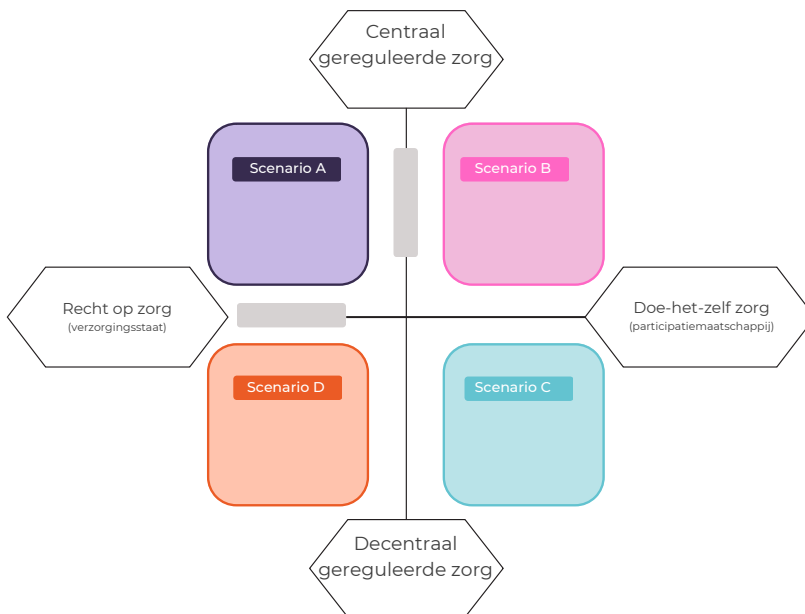 Centraal
gereguleerde zorg
Scenario A
Scenario B
Recht op zorg
(verzorgingsstaat)
Doe-het-zelf zorg
(participatiemaatschappij)
Scenario D
Scenario C
Decentraal
gereguleerde zorg